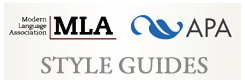 Modern
Language
Association
MLA
APA
STYLE GUIDES